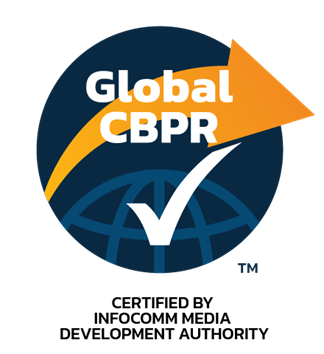 Global
CBPR
TM
CERTIFIED BY
INFOCOMM MEDIA
DEVELOPMENT AUTHORITY